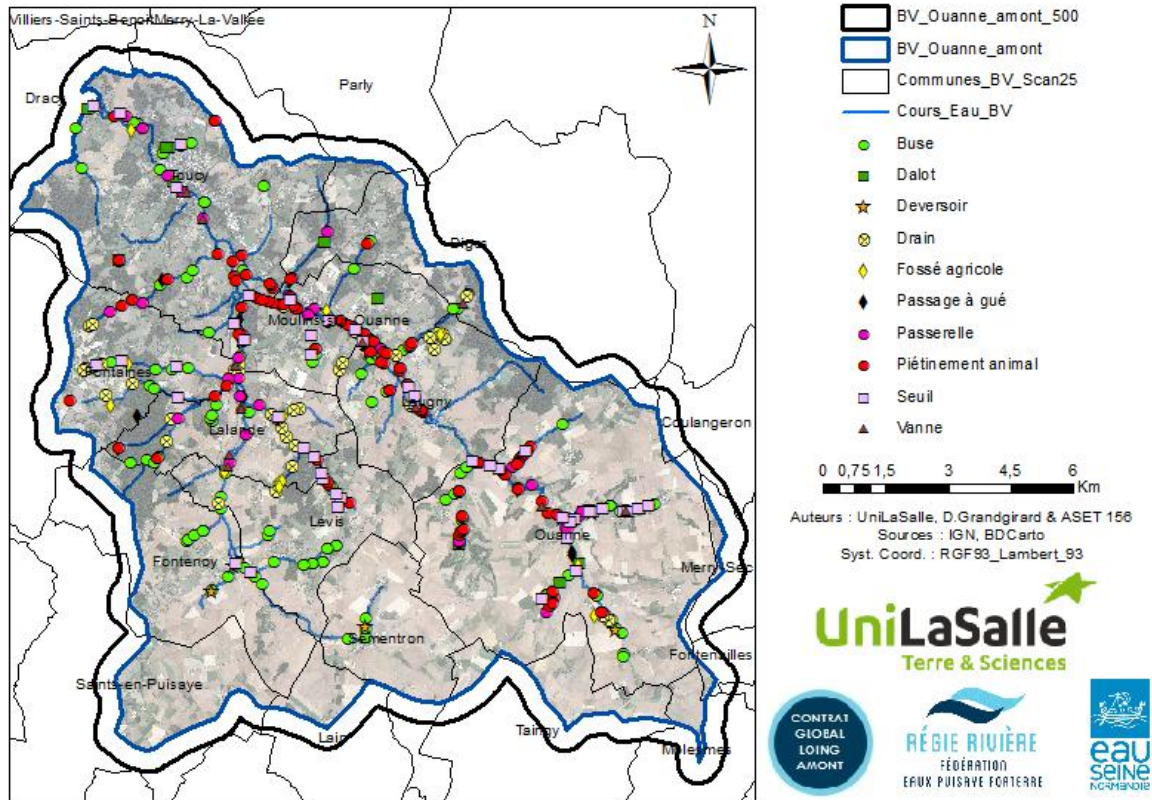 Villiers-Saints-Benoit Merry-La-Vallee
N
Parly
Dracy
Toucy
Diges
Moulins-sur-Ouanne
Fontaines
Leugny
Lalande
Coulangeron
Levis
Ouanne
Fontenoy
Merry-Sec
Sementron
Fontenailles
Saints-en-Puisaye
Taingy
Lain
Molesmes
BV_Ouanne_amont_500
BV_Ouanne_amont
Communes_BV_Scan25
Cours_Eau_BV
Buse
Dalot
Deversoir
Drain
Fossé agricole
Passage à gué
Passerelle
Piétinement animal
Seuil
Vanne
0 0,75 1,5 3 4,5 6
Km
Auteurs : UniLaSalle, D.Grandgirard & ASET 156
Sources : IGN, BDCarto
Syst. Coord. : RGF93_Lambert_93
UniLaSalle
Terre & Sciences
CONTRAT
GLOBAL
LOING
AMONT
RÉGIE RIVIÈRE
FÉDÉRATION
EAUX PUISAYE FORTERRE
eau
SEINE
NORMANDIE